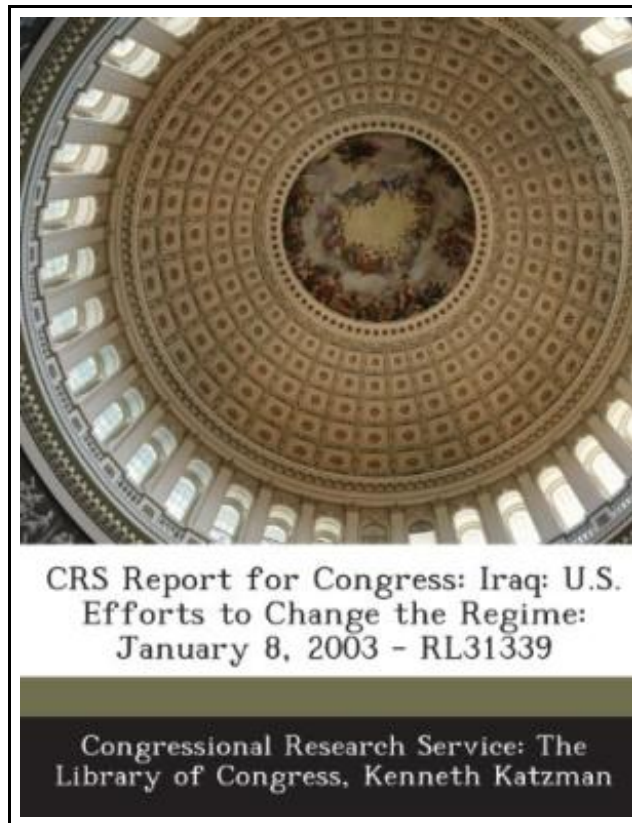 CRS Report for Congress: Iraq: U.S.
Efforts to Change the Regime:
January 8, 2003 - RL31339
Congressional Research Service: The
Library of Congress, Kenneth Katzman